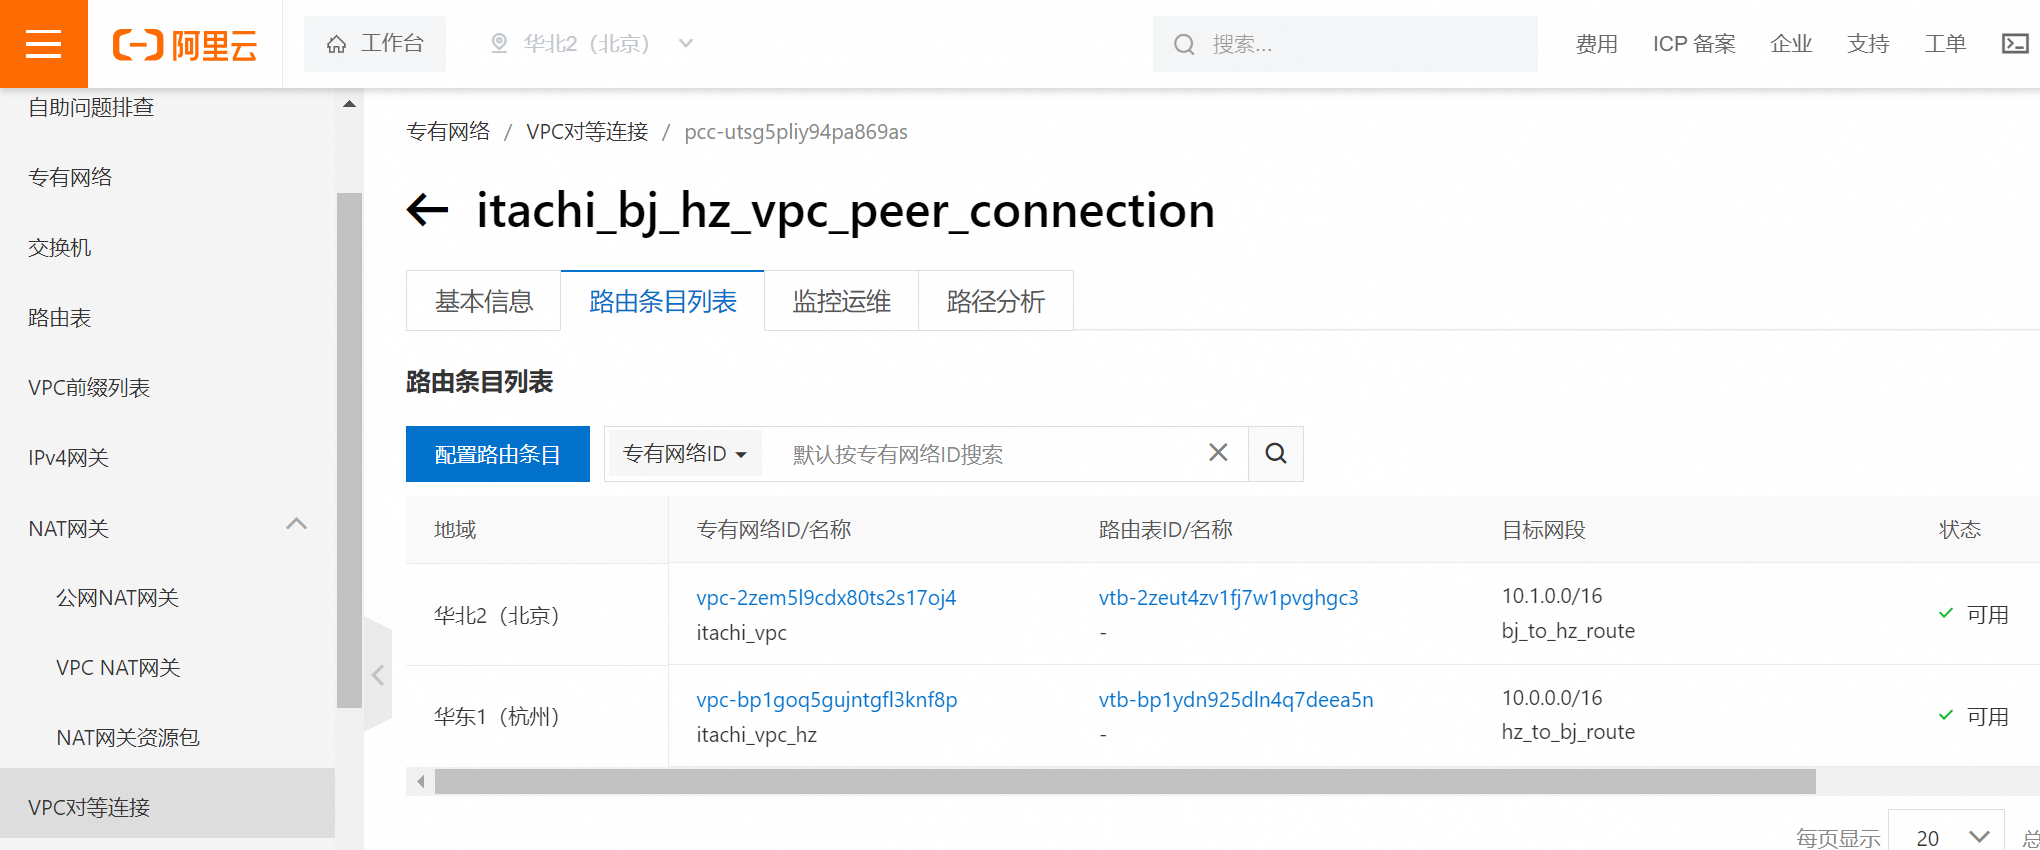 阿里云
工作台
华北2（北京）
搜索...
费用
ICP 备案
企业
支持
工单
自助问题排查
专有网络
交换机
路由表
VPC前缀列表
IPv4网关
NAT网关
公网NAT网关
VPC NAT网关
NAT网关资源包
VPC对等连接
专有网络 / VPC对等连接 / pcc-utsg5pliy94pa869as
itachi_bj_hz_vpc_peer_connection
基本信息
路由条目列表
监控运维
路径分析
路由条目列表
配置路由条目
专有网络ID
默认按专有网络ID搜索
地域
专有网络ID/名称
路由表ID/名称
目标网段
状态
华北2（北京）
vpc-2zem5l9cdx80ts2s17oj4
itachi_vpc
vtb-2zeut4zv1fj7w1pvghgc3
-
10.1.0.0/16
bj_to_hz_route
可用
华东1（杭州）
vpc-bp1goq5gujntgfl3knf8p
itachi_vpc_hz
vtb-bp1ydn925dln4q7deea5n
-
10.0.0.0/16
hz_to_bj_route
可用
每页显示
20
总